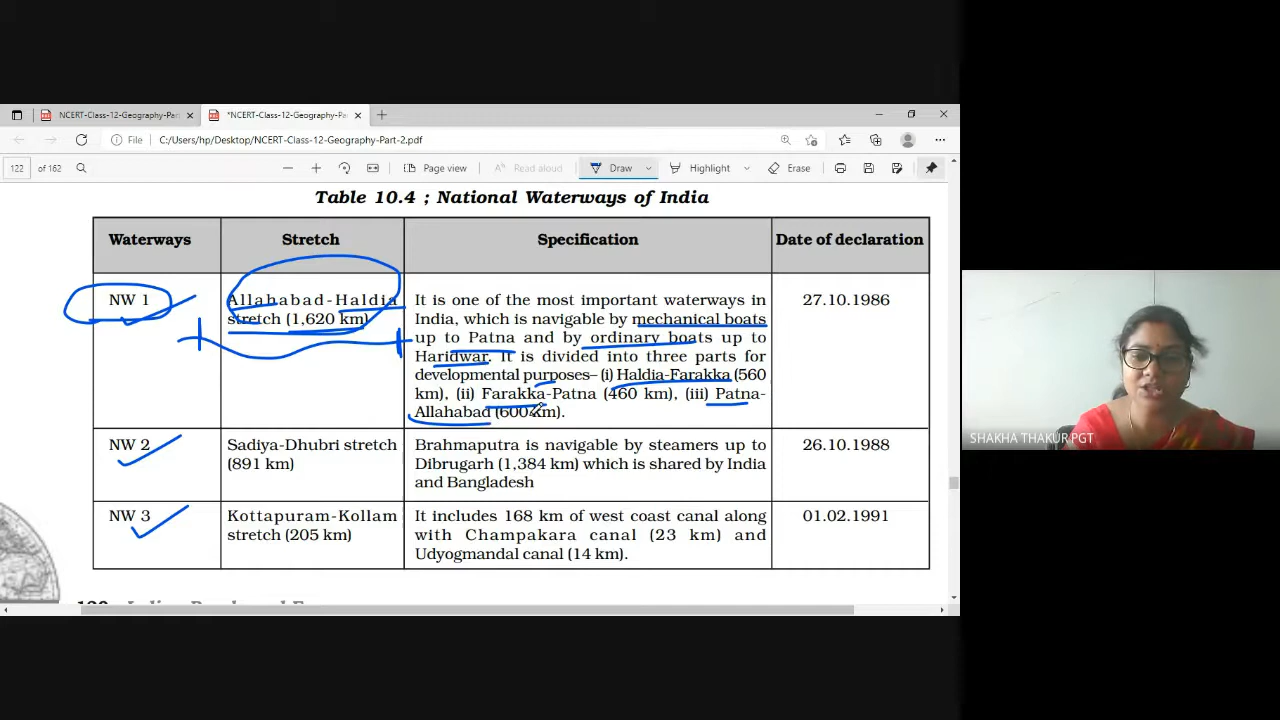 NCERT-Class-12-Geography-Par
*NCERT-Class-12-Geography-Pa
File
C:/Users/hp/Desktop/NCERT-Class-12-Geography-Part-2.pdf
122 of 162
Page view
Read aloud
Draw
Highlight
Erase
Table 10.4 ; National Waterways of India
Waterways Stretch Specification Date of declaration
NW 1
Allahabad-Haldia
stretch (1,620 km)
It is one of the most important waterways in
India, which is navigable by mechanical boats
up to Patna and by ordinary boats up to
Haridwar. It is divided into three parts for
developmental purposes– (i) Haldia-Farakka (560
km), (ii) Farakka-Patna (460 km), (iii) Patna-
Allahabad (600 km).
27.10.1986
NW 2
Sadiya-Dhubri stretch
(891 km)
Brahmaputra is navigable by steamers up to
Dibrugarh (1,384 km) which is shared by India
and Bangladesh
26.10.1988
NW 3
Kottapuram-Kollam
stretch (205 km)
It includes 168 km of west coast canal along
with Champakara canal (23 km) and
Udyogmandal canal (14 km).
01.02.1991
SHAKHA THAKUR PGT